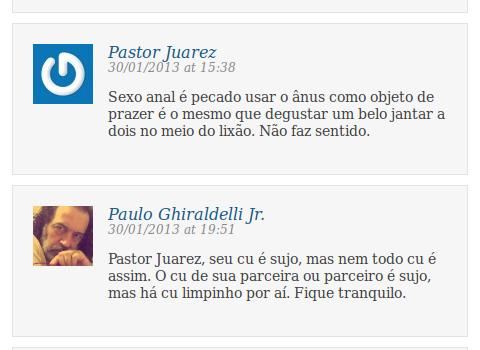 Pastor Juarez
30/01/2013 at 15:38
Sexo anal é pecado usar o ânus como objeto de
prazer é o mesmo que degustar um belo jantar a
dois no meio do lixão. Não faz sentido.
Paulo Ghiraldelli Jr.
30/01/2013 at 19:51
Pastor Juarez, seu cu é sujo, mas nem todo cu é
assim. O cu de sua parceira ou parceiro é sujo,
mas há cu limpinho por aí. Fique tranquilo.